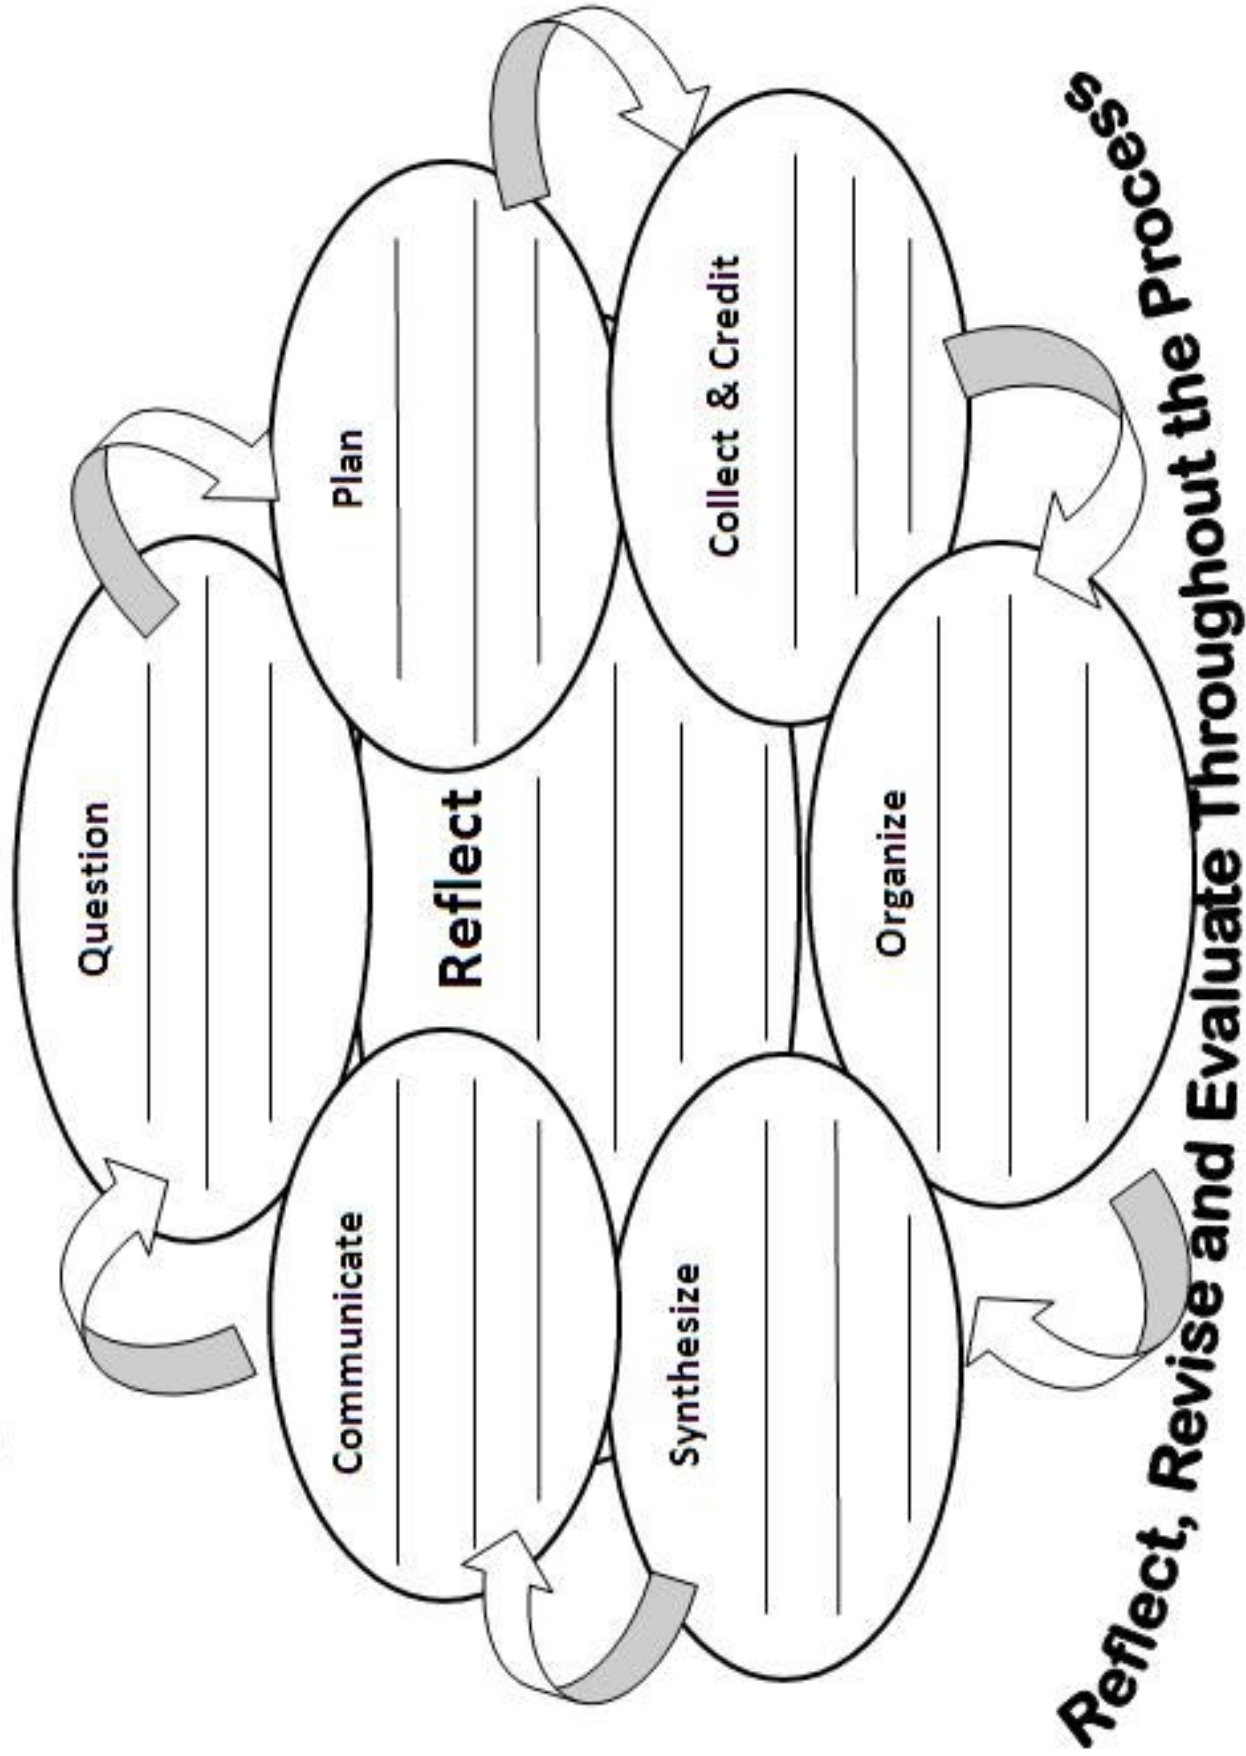 Question
Plan
Collect & Credit
Organize
Synthesize
Communicate
Reflect
Reflect, Revise and Evaluate Throughout the Process